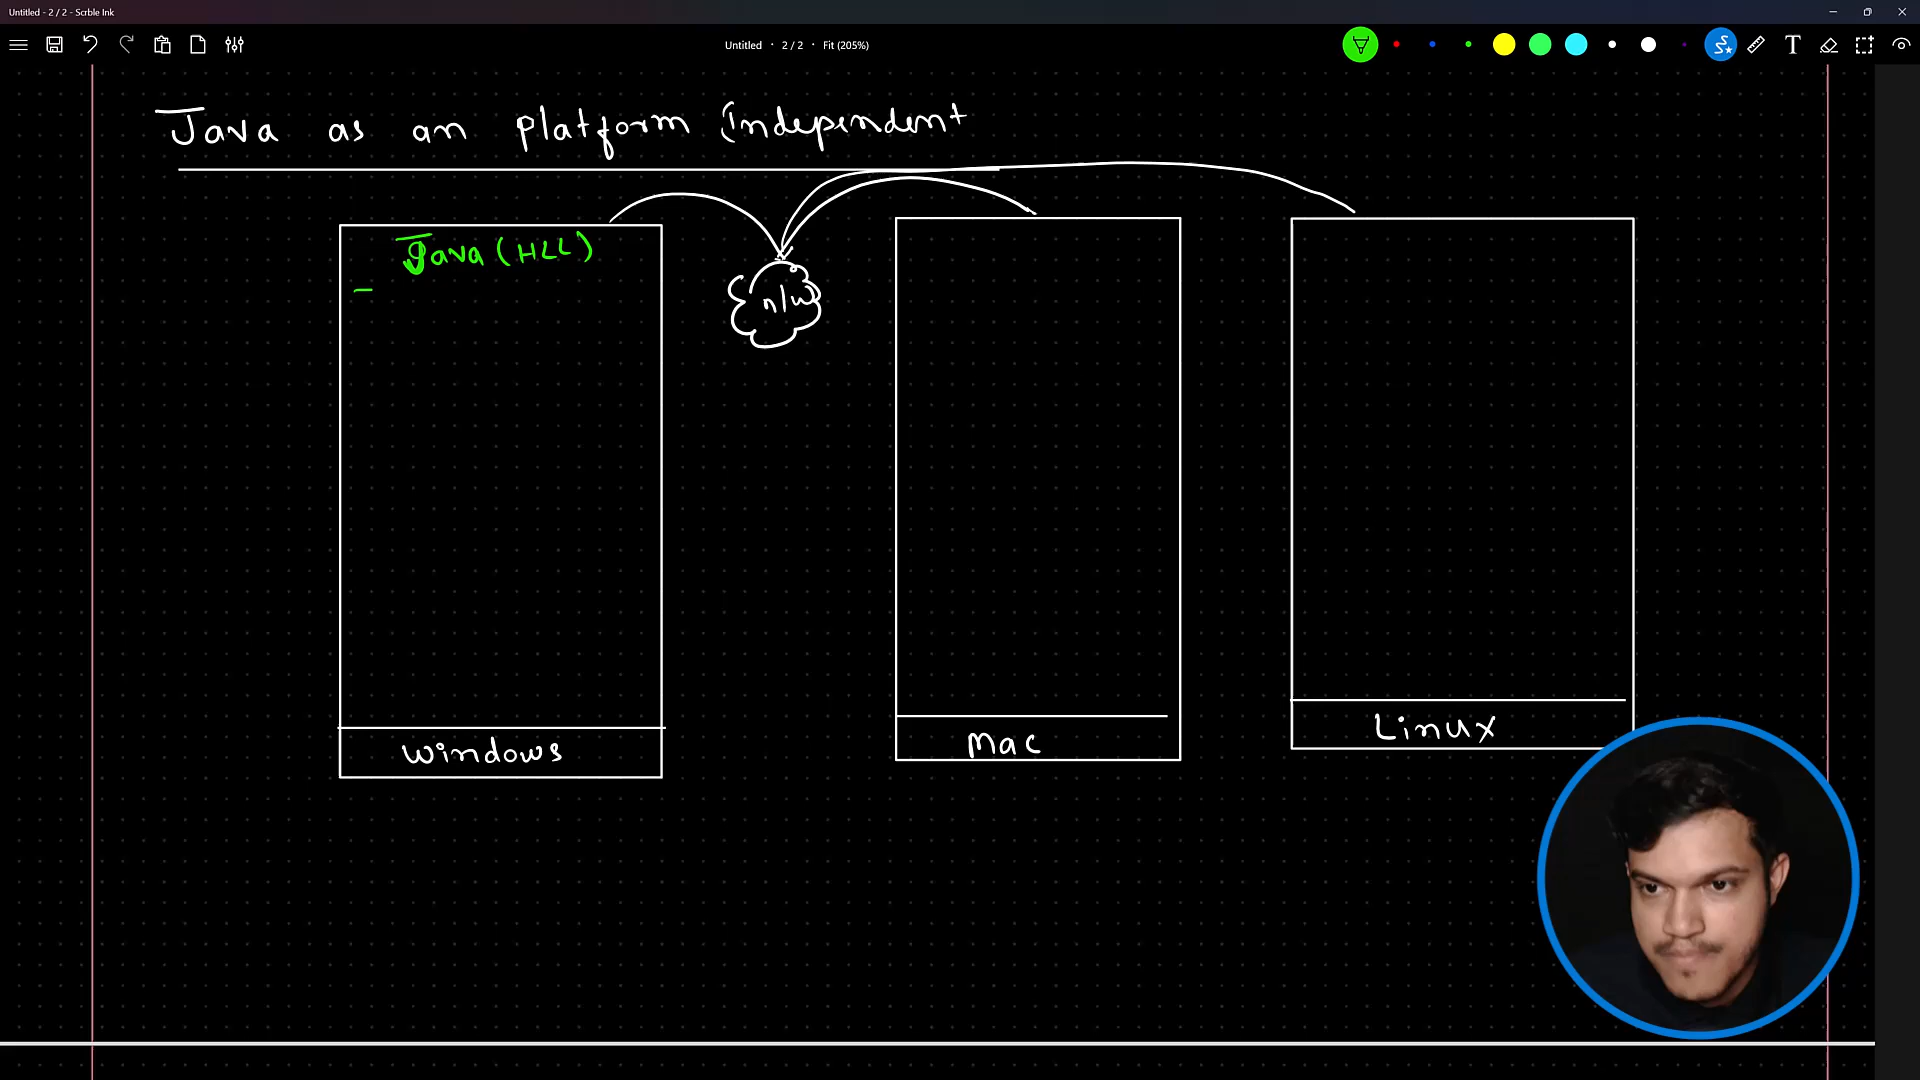 Untitled - 2 / 2 - Scrble Ink
Untitled · 2 / 2 · Fit (205%)
T
Java as an platform Independent
Java (HLL)
n/w
Windows
Mac
Linux